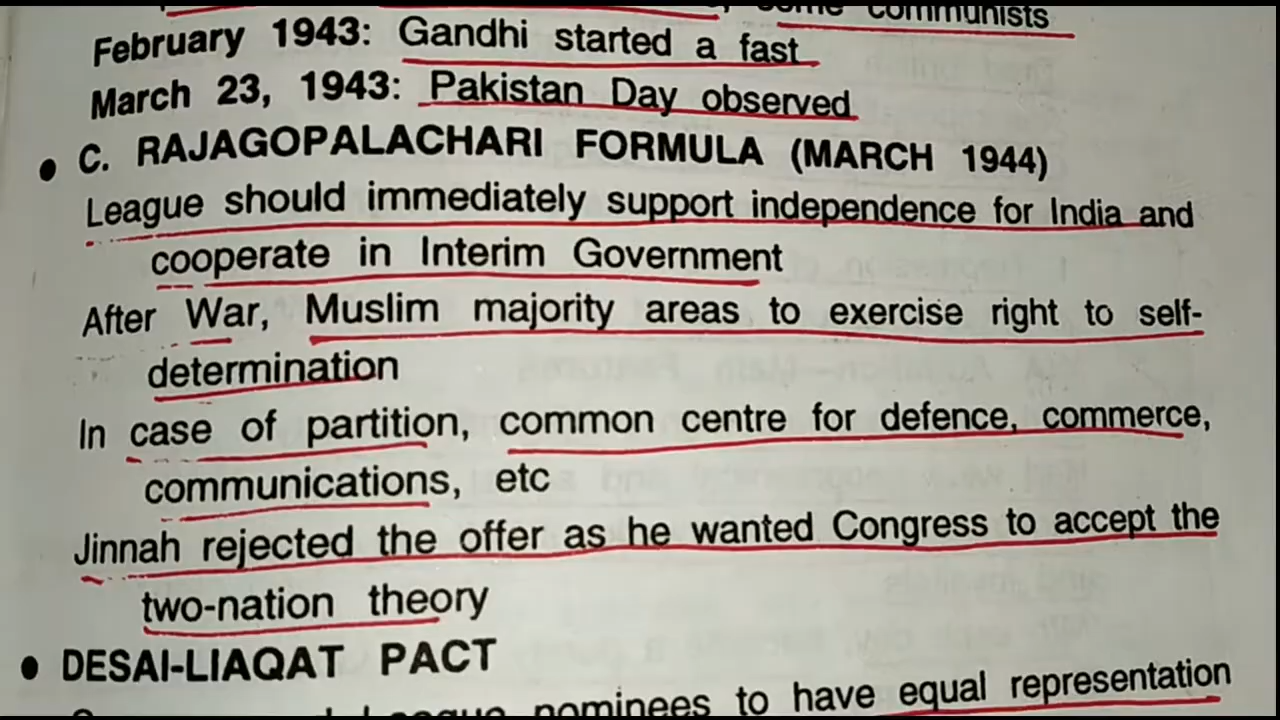 some communists
February 1943: Gandhi started a fast
March 23, 1943: Pakistan Day observed
• C. RAJAGOPALACHARI FORMULA (MARCH 1944)
League should immediately support independence for India and
cooperate in Interim Government
After War, Muslim majority areas to exercise right to self-
determination
In case of partition, common centre for defence, commerce,
communications, etc
Jinnah rejected the offer as he wanted Congress to accept the
two-nation theory
• DESAI-LIAQAT PACT
League nominees to have equal representation